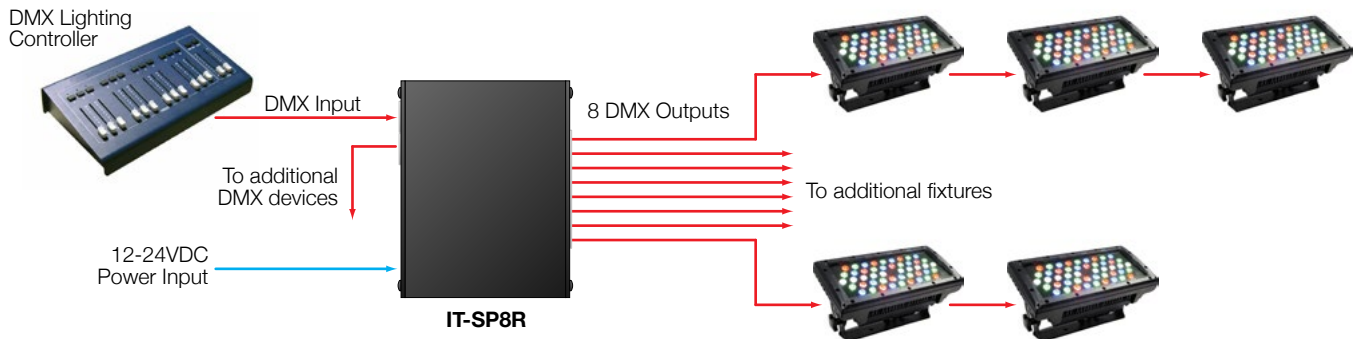 DMX Lighting
Controller
DMX Input
8 DMX Outputs
To additional
DMX devices
To additional fixtures
12-24VDC
Power Input
IT-SP8R